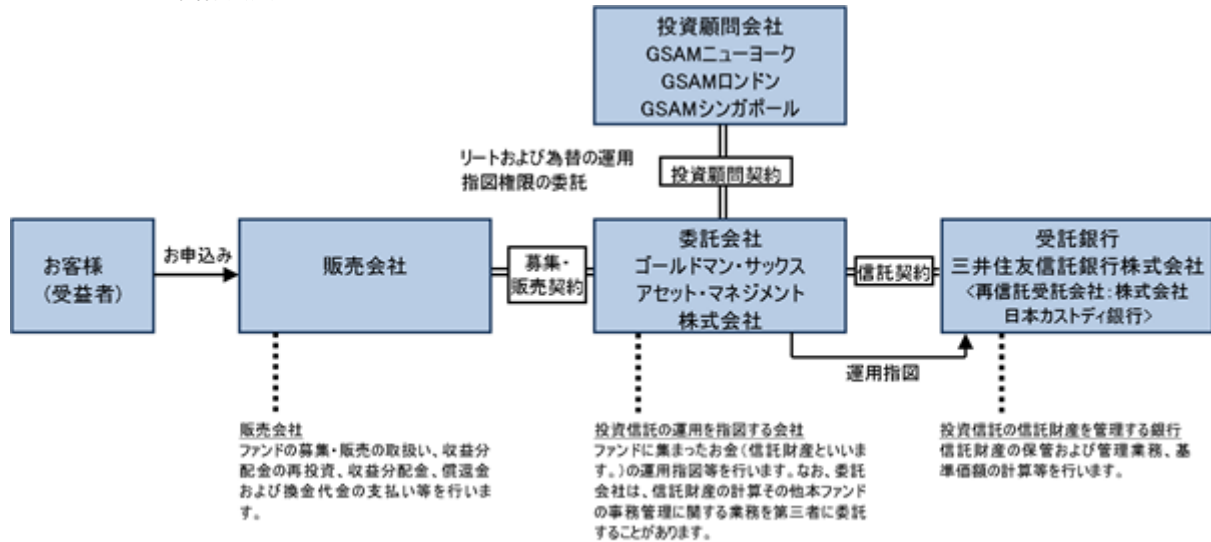 投資顧問会社
GSAMニューヨーク
GSAMロンドン
GSAMシンガポール
リートおよび為替の運用
指図権限の委託
投資顧問契約
お客様
(受益者)
お申込み
販売会社
募集・
販売契約
委託会社
ゴールドマン・サックス
アセット・マネジメント
株式会社
信託契約
受託銀行
三井住友信託銀行株式会社
<再信託受託会社:株式会社
日本カストディ銀行>
運用指図
販売会社
ファンドの募集・販売の取扱い、収益分
配金の再投資、収益分配金、償還金
および換金代金の支払い等を行いま
す。
投資信託の運用を指図する会社
ファンドに集まったお金(信託財産といいま
す。)の運用指図等を行います。なお、委託
会社は、信託財産の計算その他本ファンド
の事務管理に関する業務を第三者に委託
することがあります。
投資信託の信託財産を管理する銀行
信託財産の保管および管理業務、基
準価額の計算等を行います。